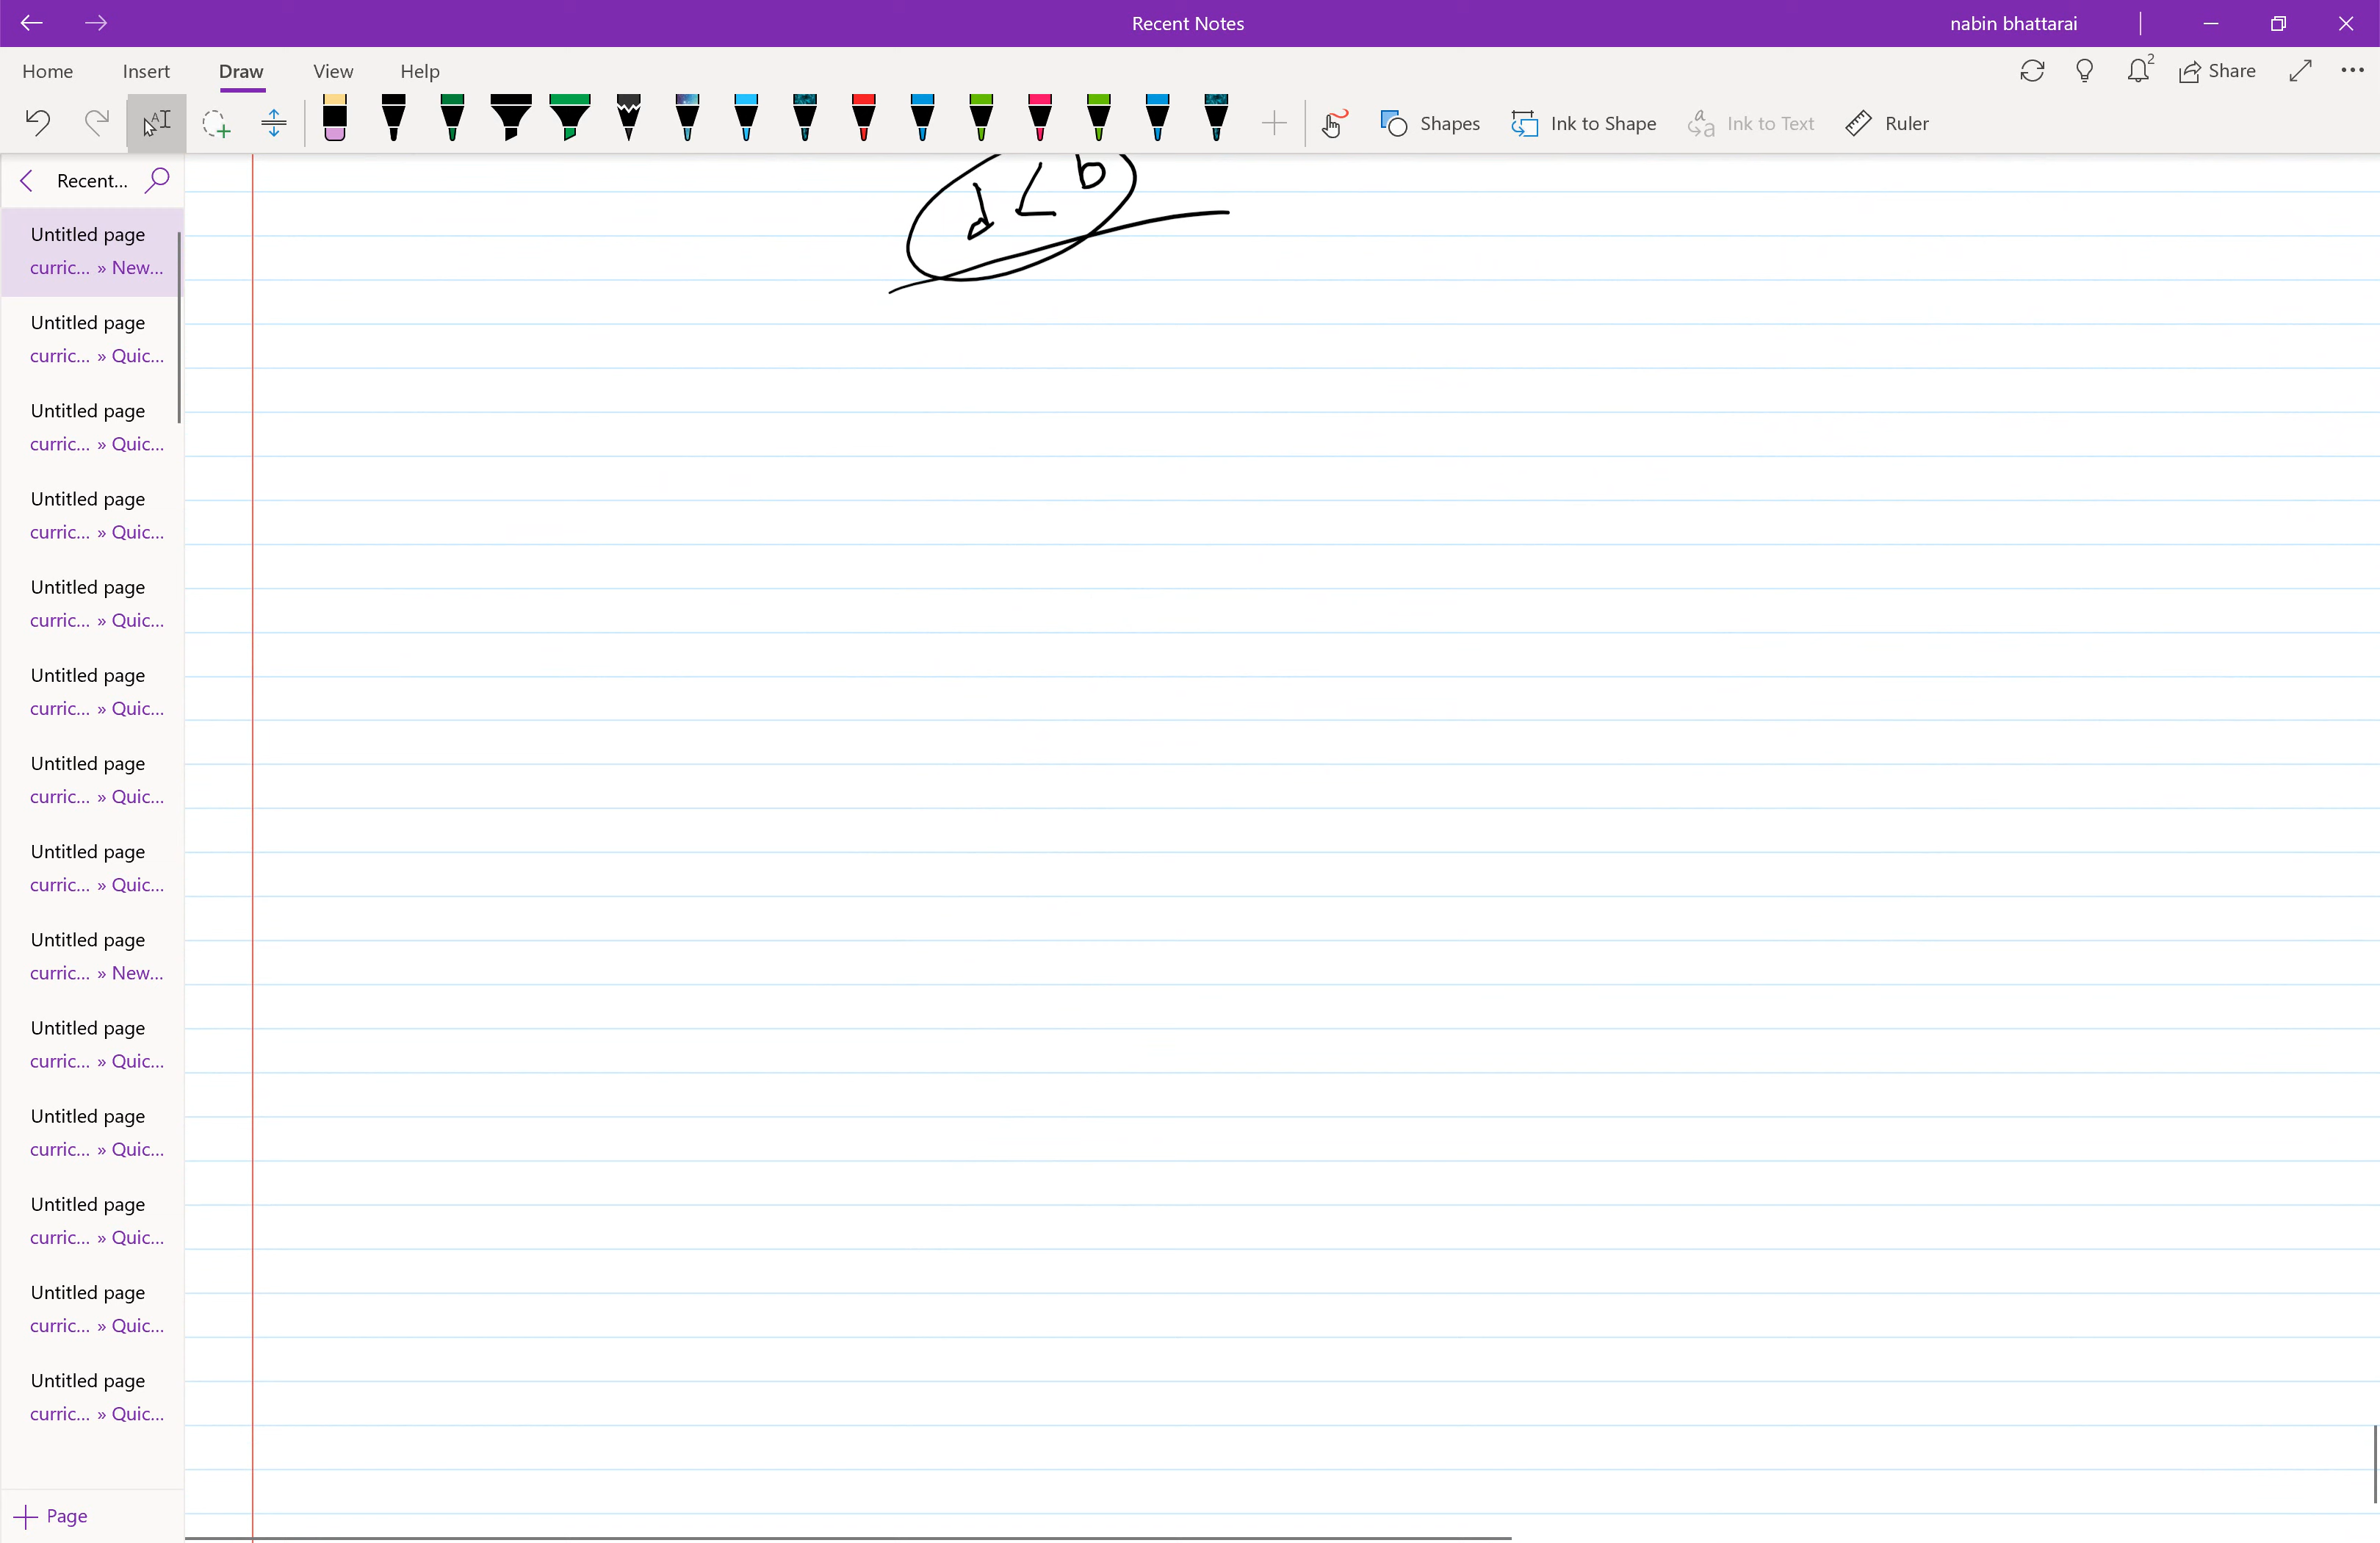 Recent Notes
nabin bhattarai
Home Insert Draw View Help
2 Share
Shapes Ink to Shape Ink to Text Ruler
Recent...
Untitled page
curric... » New...
Untitled page
curric... » Quic...
Untitled page
curric... » Quic...
Untitled page
curric... » Quic...
Untitled page
curric... » Quic...
Untitled page
curric... » Quic...
Untitled page
curric... » Quic...
Untitled page
curric... » Quic...
Untitled page
curric... » New...
Untitled page
curric... » Quic...
Untitled page
curric... » Quic...
Untitled page
curric... » Quic...
Untitled page
curric... » Quic...
Untitled page
curric... » Quic...
Page
d < b